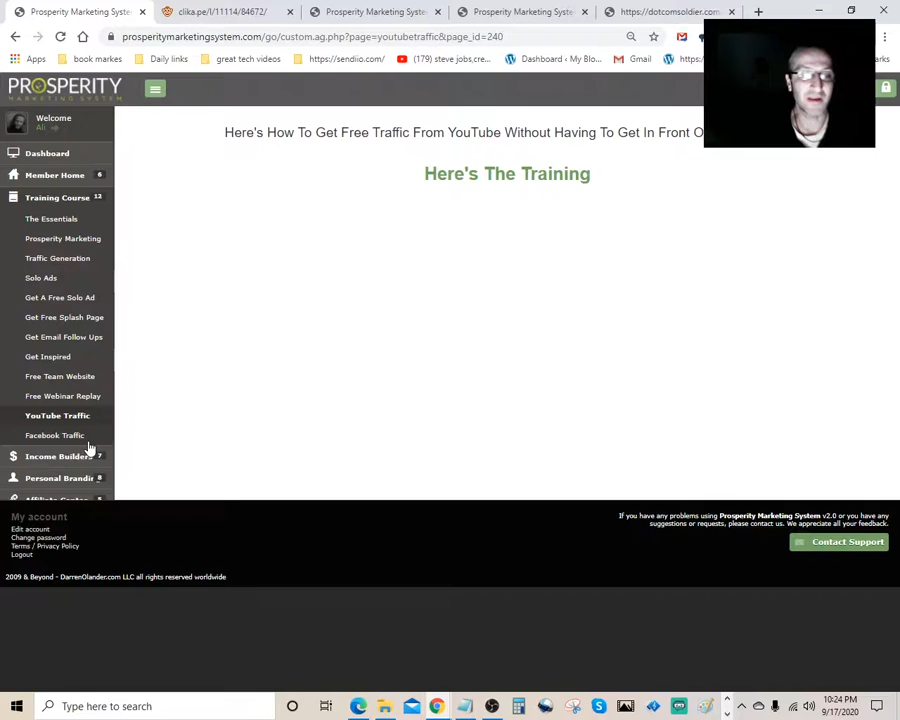 Prosperity Marketing Syste
clika.pe/l/11114/84672/
Prosperity Marketing System
Prosperity Marketing System
https://dotcomsoldier.com
prosperitymarketingsystem.com/go/custom.ag.php?page=youtubetraffic&page_id=240
Apps
book markes
Daily links
great tech videos
https://sendiio.com/
(179) steve jobs,cre...
Dashboard ‹ My Blo...
Gmail
PROSPERITY
MARKETING SYSTEM
Welcome
Ali
Here's How To Get Free Traffic From YouTube Without Having To Get In Front O
Dashboard
Member Home 6
Here's The Training
Training Course 12
The Essentials
Prosperity Marketing
Traffic Generation
Solo Ads
Get A Free Solo Ad
Get Free Splash Page
Get Email Follow Ups
Get Inspired
Free Team Website
Free Webinar Replay
YouTube Traffic
Facebook Traffic
Income Builders 7
Personal Brandin 8
My account
Edit account
Change password
Terms / Privacy Policy
Logout
If you have any problems using Prosperity Marketing System v2.0 or you have any
suggestions or requests, please contact us. We appreciate all your feedback.
Contact Support
2009 & Beyond - DarrenOlander.com LLC all rights reserved worldwide
Type here to search
10:24 PM
9/17/2020